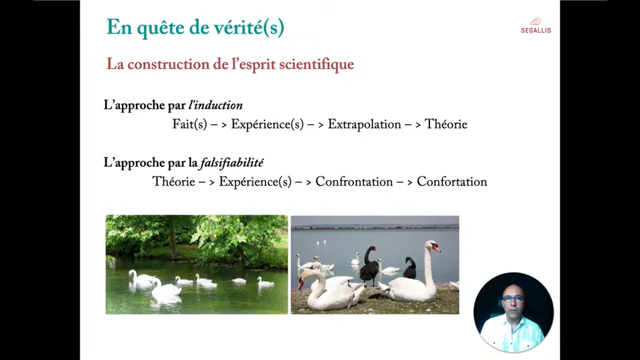 En quête de vérité(s)
SEGALLIS
La construction de l'esprit scientifique
L'approche par l'induction
Fait(s) – > Expérience(s) – > Extrapolation – > Théorie
L'approche par la falsifiabilité
Théorie – > Expérience(s) – > Confrontation – > Confortation